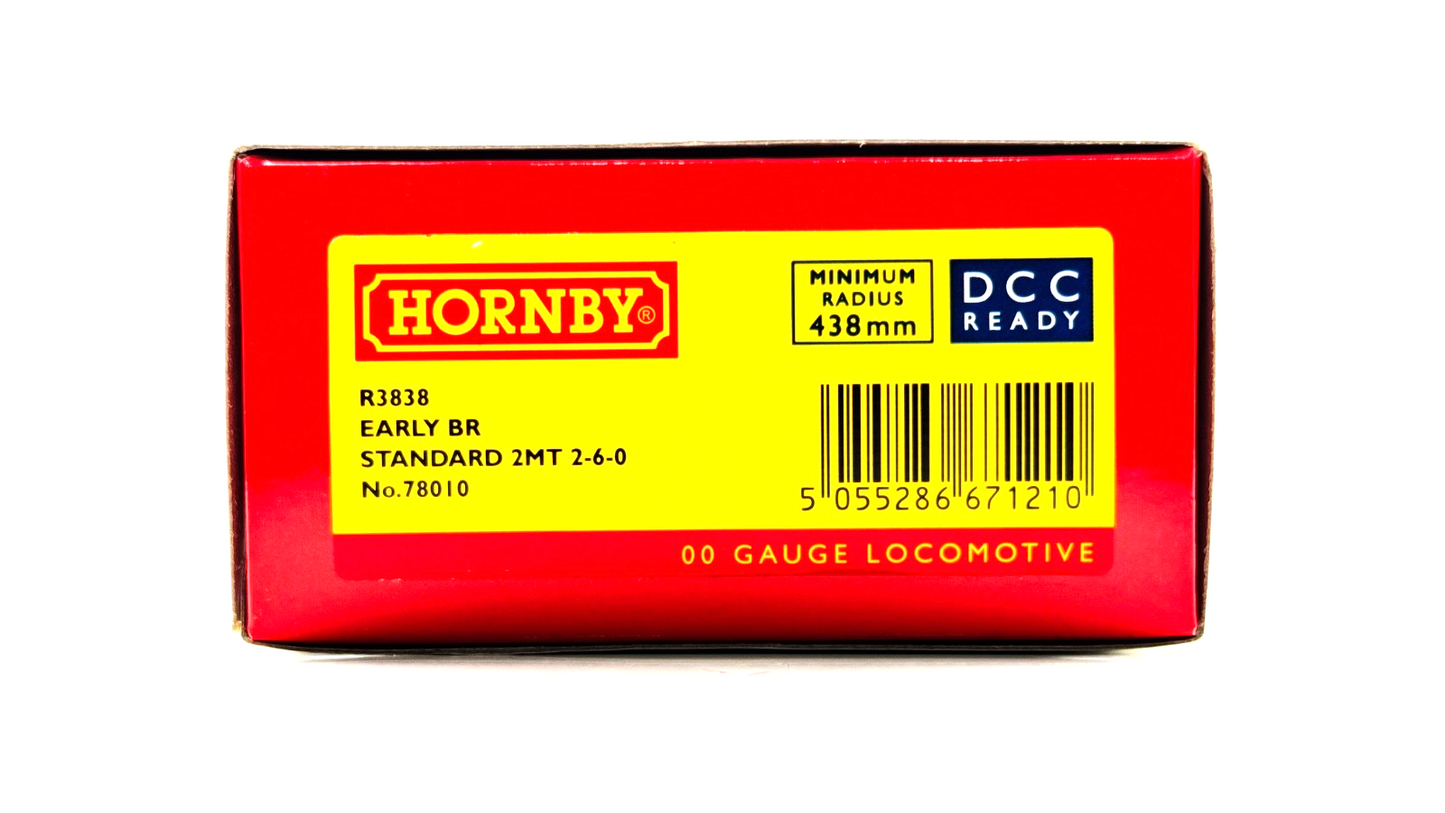 HORNBY®
MINIMUM
RADIUS
438mm
DCC
READY
R3838
EARLY BR
STANDARD 2MT 2-6-0
No.78010
5 055286 671210
00 GAUGE LOCOMOTIVE